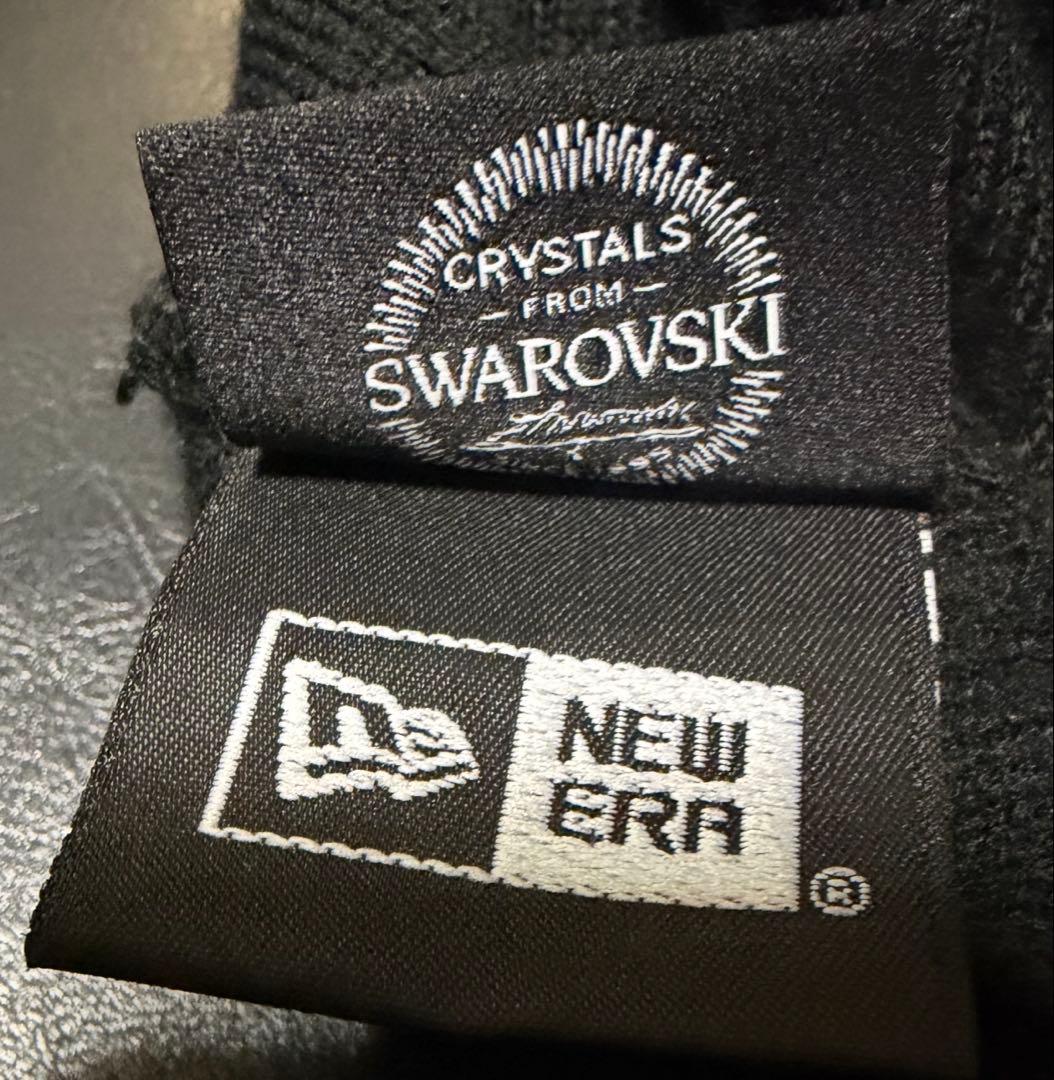 CRYSTALS
— FROM —
SWAROVSKI
NEW
ERA
®